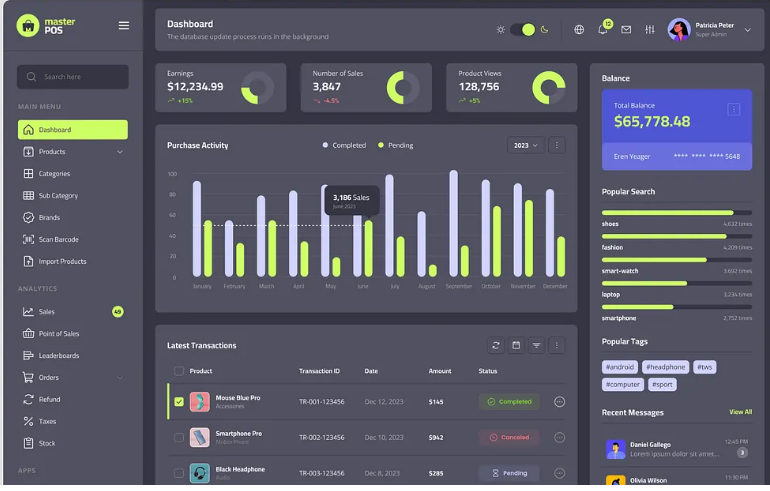 master
POS
Search here
MAIN MENU
Dashboard
Products
Categories
Sub Category
Brands
Scan Barcode
Import Products
ANALYTICS
Sales 49
Point of Sales
Leaderboards
Orders
Refund
Taxes
Stock
APPS
Dashboard
The database update process runs in the background
12
Patricia Peter
Super Admin
Earnings
$12,234.99
+15%
Number of Sales
3,847
-4.5%
Product Views
128,756
+5%
Purchase Activity
Completed Pending
2023
100
80
60
40
20
0
3,186 Sales
June 2023
January February March April May June July August September October November December
Latest Transactions
Product Transaction ID Date Amount Status
Mouse Blue Pro
Accessories
TR-001-123456 Dec 12, 2023 $145 Completed
Smartphone Pro
Mobile Phone
TR-002-123456 Dec 10, 2023 $942 Canceled
Black Headphone
Audio
TR-003-123456 Dec 8, 2023 $285 Pending
Balance
Total Balance
$65,778.48
Eren Yeager **** **** **** 5648
Popular Search
shoes 4,632 times
fashion 4,209 times
smart-watch 3,692 times
laptop 3,234 times
smartphone 2,752 times
Popular Tags
#android #headphone #tws
#computer #sport
Recent Messages View All
Daniel Gallego 12:45 PM
Lorem ipsum dolor sit amet... 3
Olivia Wilson 11:30 PM